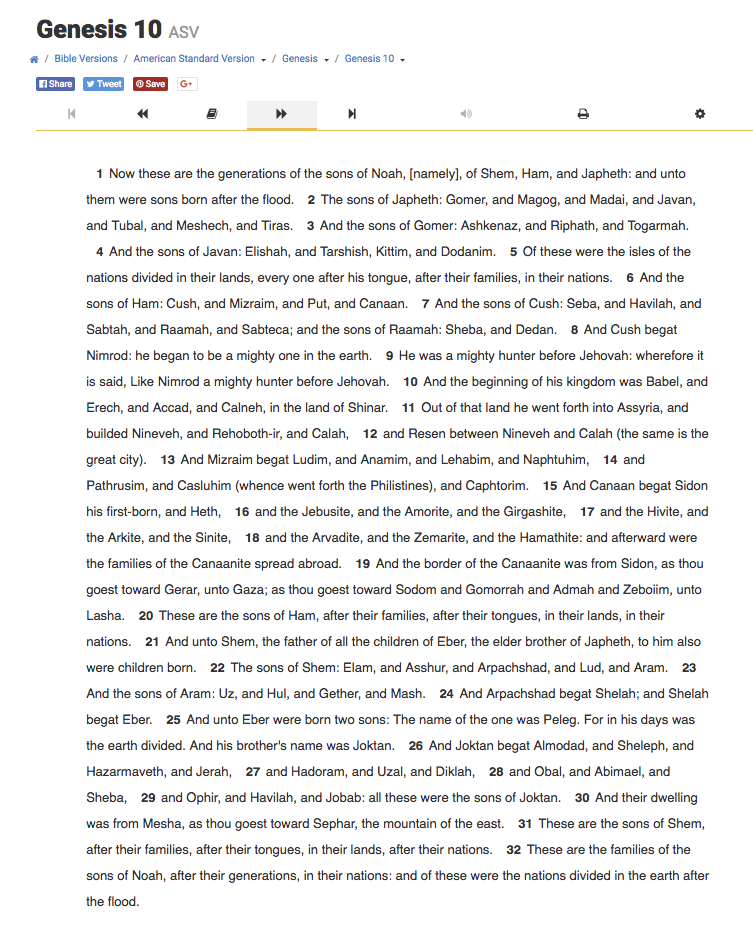 Genesis 10 ASV
/ Bible Versions / American Standard Version / Genesis / Genesis 10
Share Tweet Save G+
1 Now these are the generations of the sons of Noah, [namely], of Shem, Ham, and Japheth: and unto
them were sons born after the flood. 2 The sons of Japheth: Gomer, and Magog, and Madai, and Javan,
and Tubal, and Meshech, and Tiras. 3 And the sons of Gomer: Ashkenaz, and Riphath, and Togarmah.
4 And the sons of Javan: Elishah, and Tarshish, Kittim, and Dodanim. 5 Of these were the isles of the
nations divided in their lands, every one after his tongue, after their families, in their nations. 6 And the
sons of Ham: Cush, and Mizraim, and Put, and Canaan. 7 And the sons of Cush: Seba, and Havilah, and
Sabtah, and Raamah, and Sabteca; and the sons of Raamah: Sheba, and Dedan. 8 And Cush begat
Nimrod: he began to be a mighty one in the earth. 9 He was a mighty hunter before Jehovah: wherefore it
is said, Like Nimrod a mighty hunter before Jehovah. 10 And the beginning of his kingdom was Babel, and
Erech, and Accad, and Calneh, in the land of Shinar. 11 Out of that land he went forth into Assyria, and
builded Nineveh, and Rehoboth-ir, and Calah, 12 and Resen between Nineveh and Calah (the same is the
great city). 13 And Mizraim begat Ludim, and Anamim, and Lehabim, and Naphtuhim, 14 and
Pathrusim, and Casluhim (whence went forth the Philistines), and Caphtorim. 15 And Canaan begat Sidon
his first-born, and Heth, 16 and the Jebusite, and the Amorite, and the Girgashite, 17 and the Hivite, and
the Arkite, and the Sinite, 18 and the Arvadite, and the Zemarite, and the Hamathite: and afterward were
the families of the Canaanite spread abroad. 19 And the border of the Canaanite was from Sidon, as thou
goest toward Gerar, unto Gaza; as thou goest toward Sodom and Gomorrah and Admah and Zeboiim, unto
Lasha. 20 These are the sons of Ham, after their families, after their tongues, in their lands, in their
nations. 21 And unto Shem, the father of all the children of Eber, the elder brother of Japheth, to him also
were children born. 22 The sons of Shem: Elam, and Asshur, and Arpachshad, and Lud, and Aram. 23
And the sons of Aram: Uz, and Hul, and Gether, and Mash. 24 And Arpachshad begat Shelah; and Shelah
begat Eber. 25 And unto Eber were born two sons: The name of the one was Peleg. For in his days was
the earth divided. And his brother's name was Joktan. 26 And Joktan begat Almodad, and Sheleph, and
Hazarmaveth, and Jerah, 27 and Hadoram, and Uzal, and Diklah, 28 and Obal, and Abimael, and
Sheba, 29 and Ophir, and Havilah, and Jobab: all these were the sons of Joktan. 30 And their dwelling
was from Mesha, as thou goest toward Sephar, the mountain of the east. 31 These are the sons of Shem,
after their families, after their tongues, in their lands, after their nations. 32 These are the families of the
sons of Noah, after their generations, in their nations: and of these were the nations divided in the earth after
the flood.